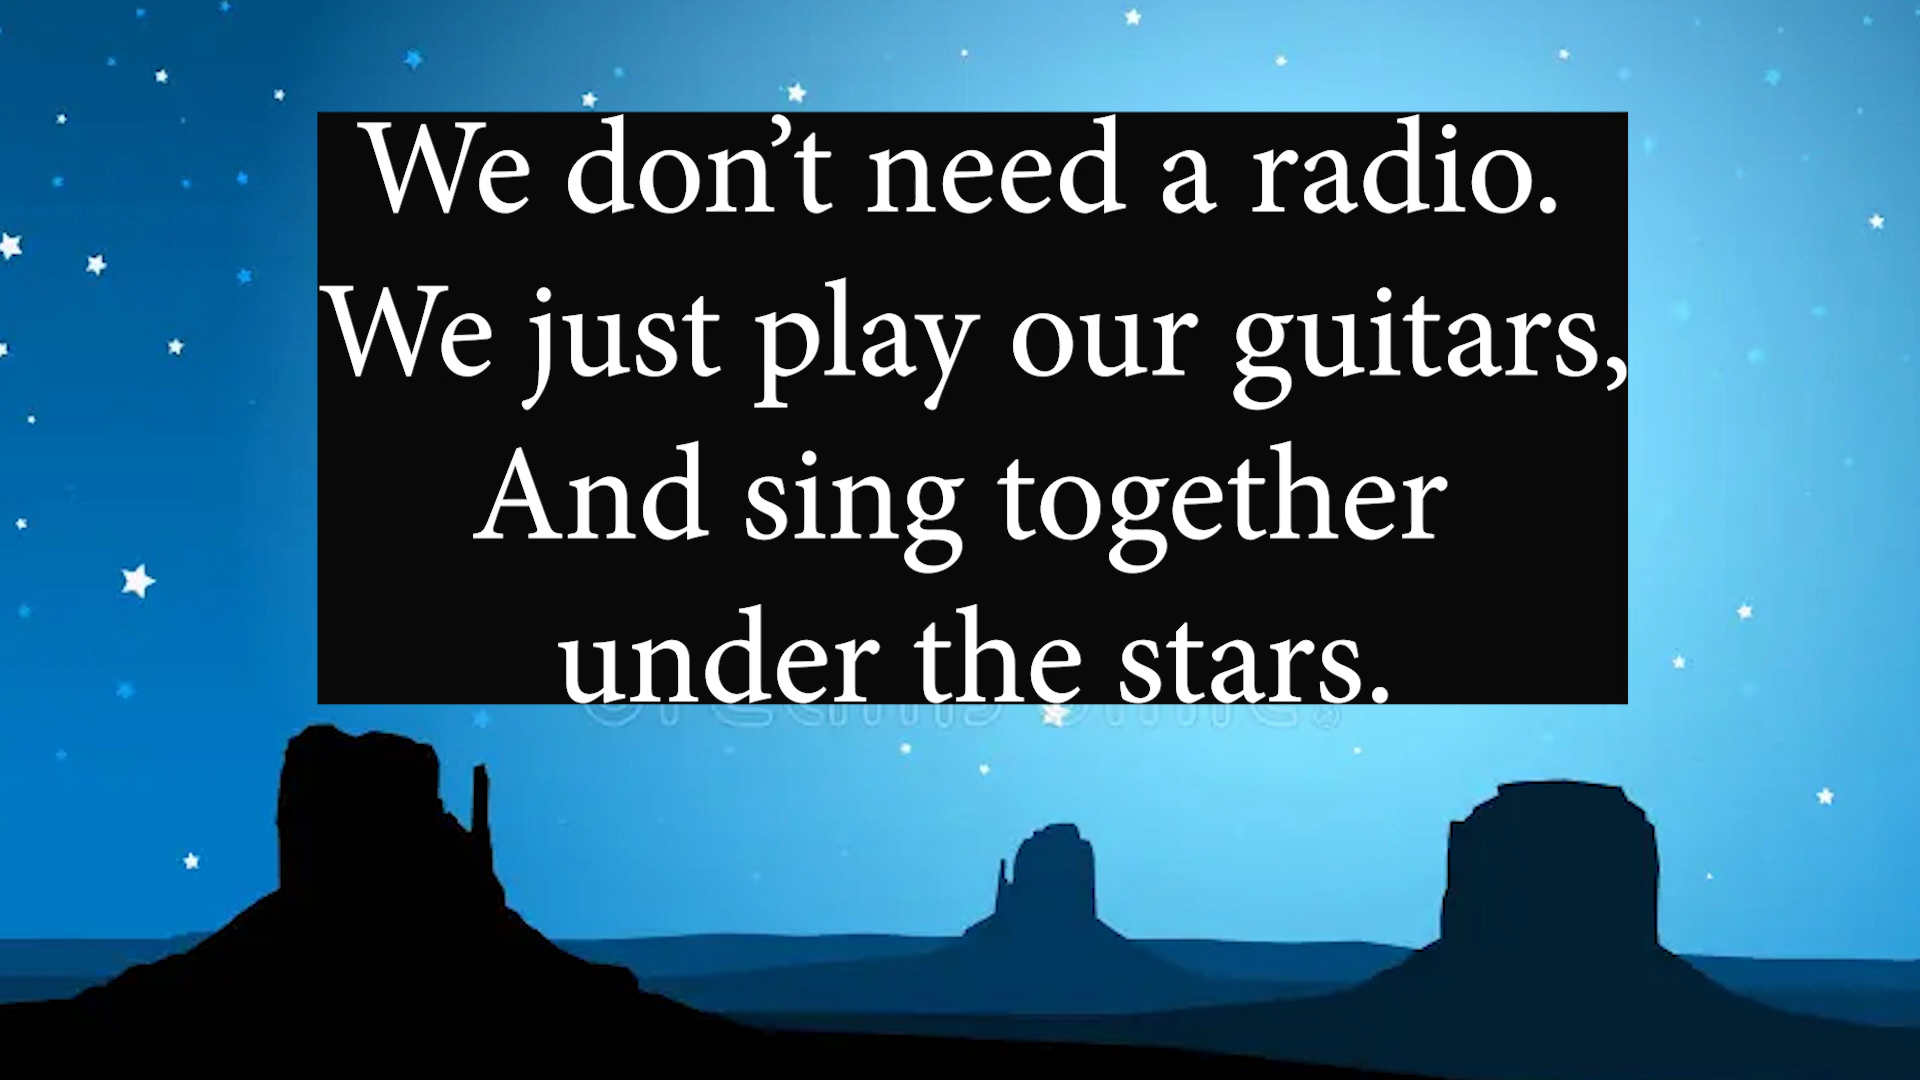 We don’t need a radio.
We just play our guitars,
And sing together
under the stars.